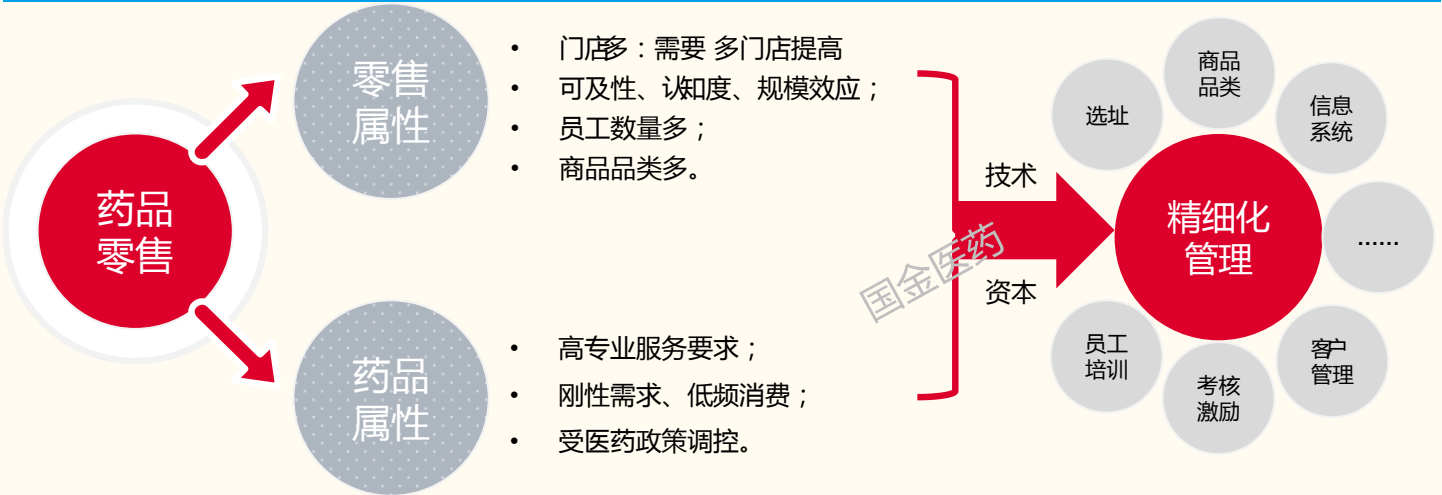 药品
零售
零售
属性
• 门店多：需要 多门店提高
• 可及性、认知度、规模效应；
• 员工数量多；
• 商品品类多。
药品
属性
• 高专业服务要求；
• 刚性需求、低频消费；
• 受医药政策调控。
技术
资本
国金医药
精细化
管理
选址
商品
品类
信息
系统
……
客户
管理
考核
激励
员工
培训